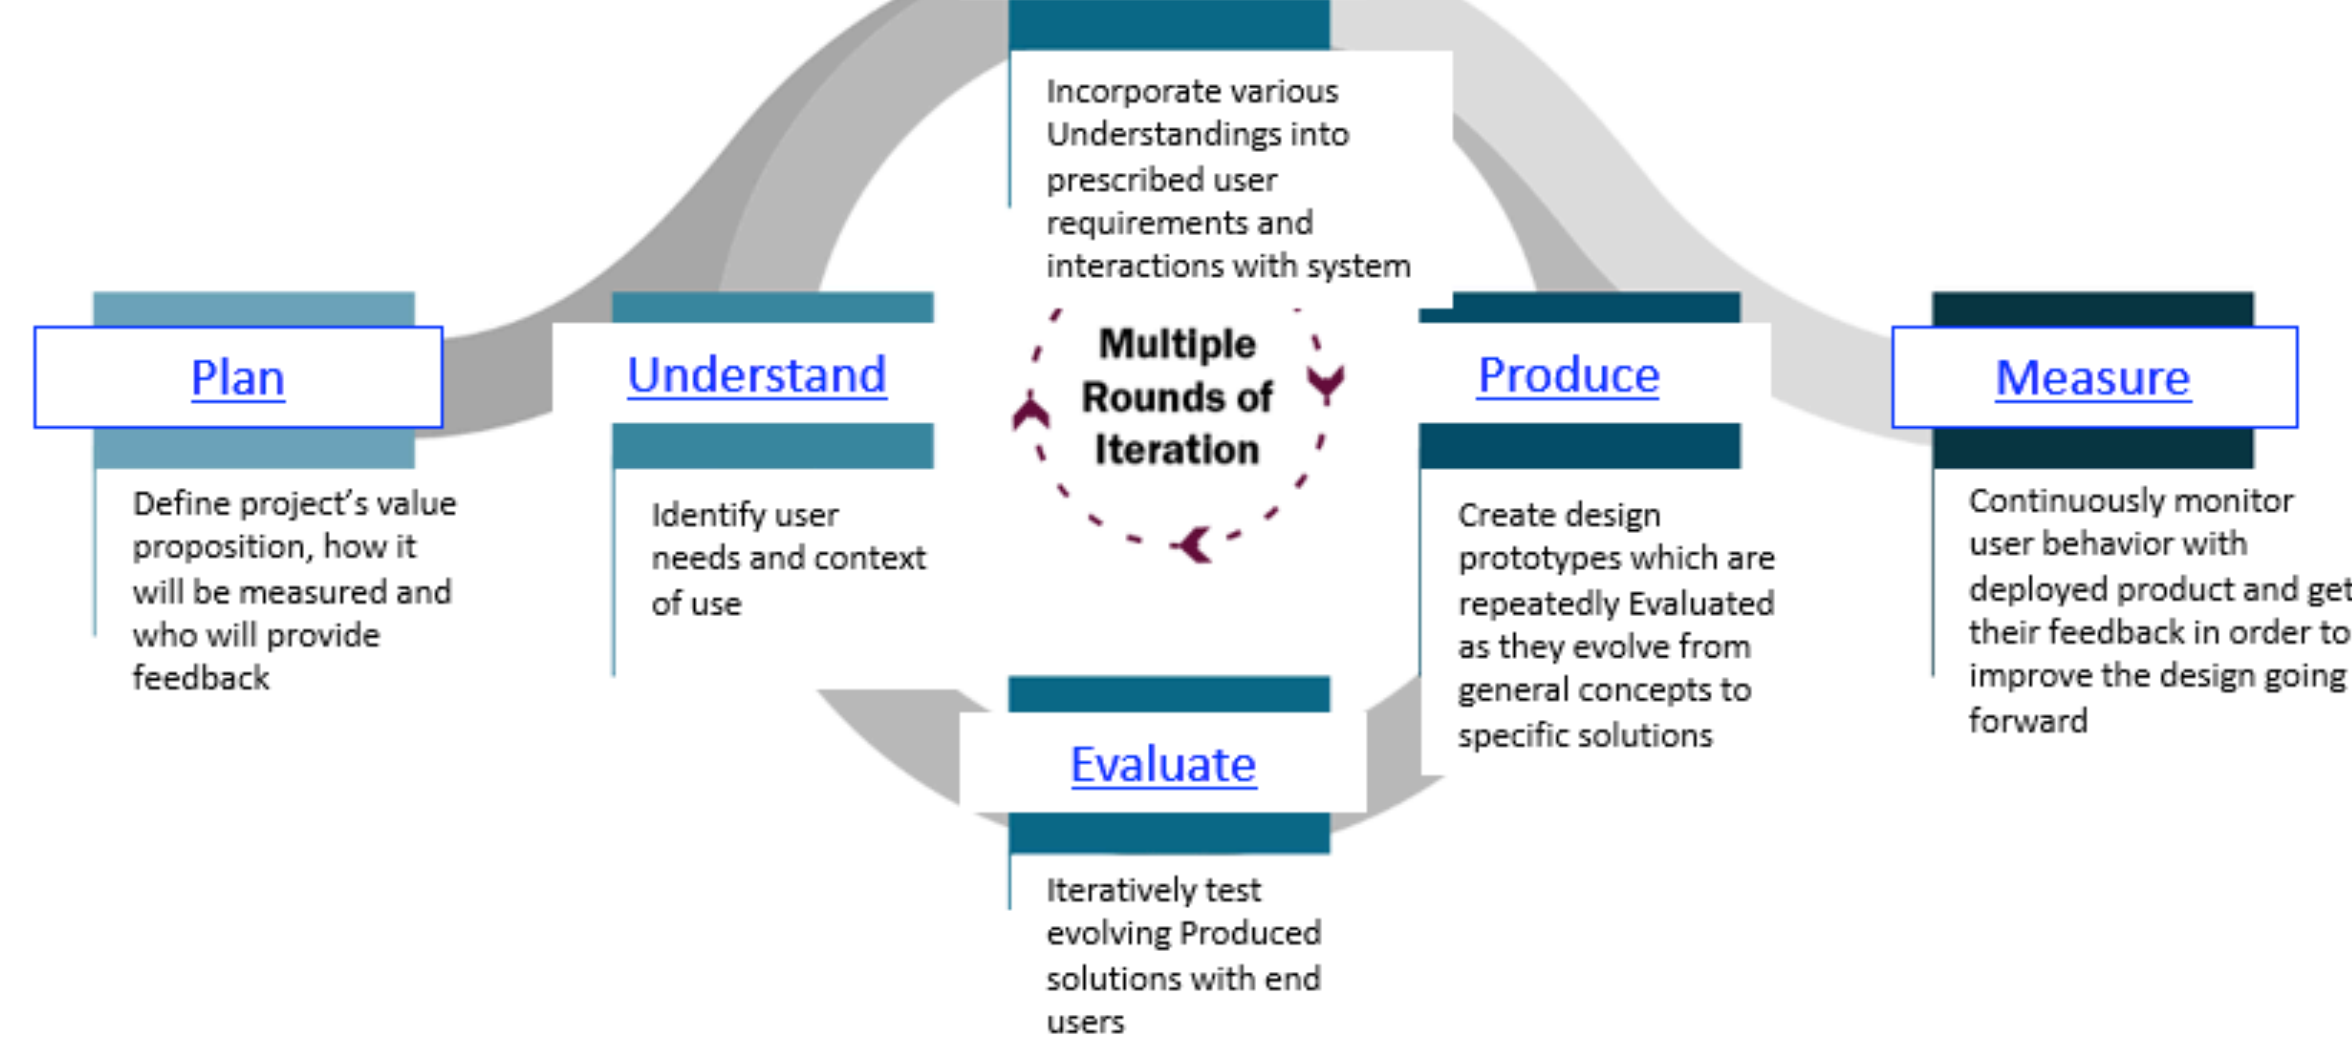 Incorporate various
Understandings into
prescribed user
requirements and
interactions with system
Plan
Define project’s value
proposition, how it
will be measured and
who will provide
feedback
Understand
Identify user
needs and context
of use
Multiple
Rounds of
Iteration
Produce
Create design
prototypes which are
repeatedly Evaluated
as they evolve from
general concepts to
specific solutions
Evaluate
Iteratively test
evolving Produced
solutions with end
users
Measure
Continuously monitor
user behavior with
deployed product and get
their feedback in order to
improve the design going
forward